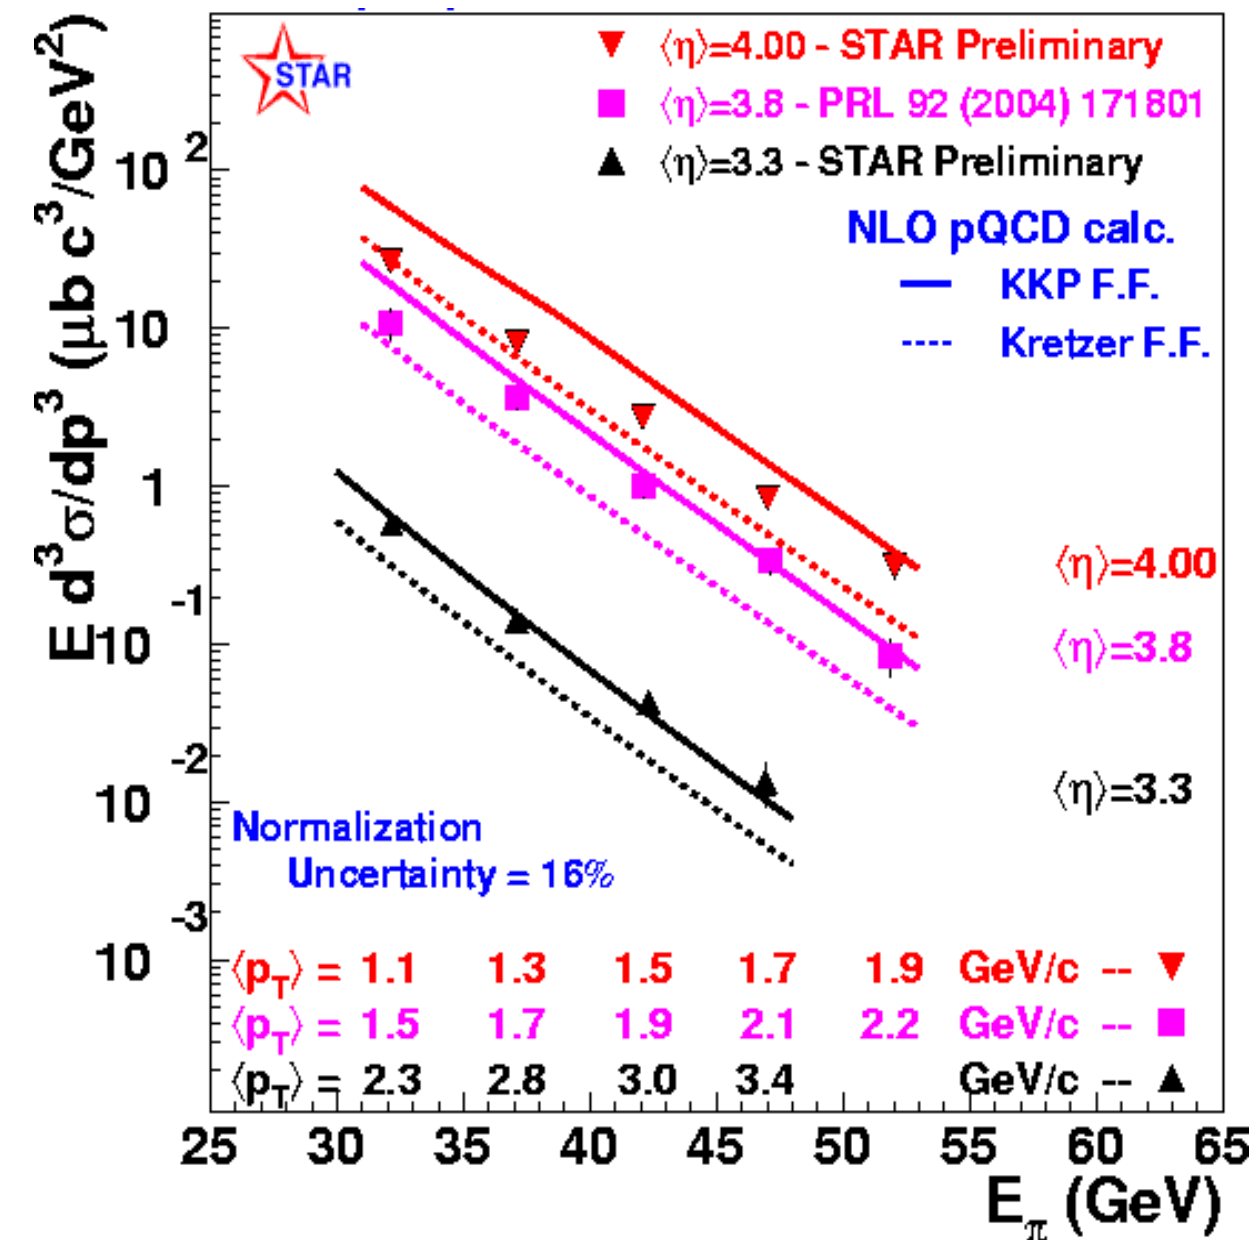 STAR
⟨η⟩=4.00 - STAR Preliminary
⟨η⟩=3.8 - PRL 92 (2004) 171801
⟨η⟩=3.3 - STAR Preliminary
NLO pQCD calc.
KKP F.F.
Kretzer F.F.
E d³σ/dp³ (μb c³/GeV²)
10²
10
1
10⁻¹
10⁻²
10⁻³
⟨η⟩=4.00
⟨η⟩=3.8
⟨η⟩=3.3
Normalization
Uncertainty = 16%
⟨p_T⟩ = 1.1 1.3 1.5 1.7 1.9 GeV/c --
⟨p_T⟩ = 1.5 1.7 1.9 2.1 2.2 GeV/c --
⟨p_T⟩ = 2.3 2.8 3.0 3.4 GeV/c --
25 30 35 40 45 50 55 60 65
E_π (GeV)